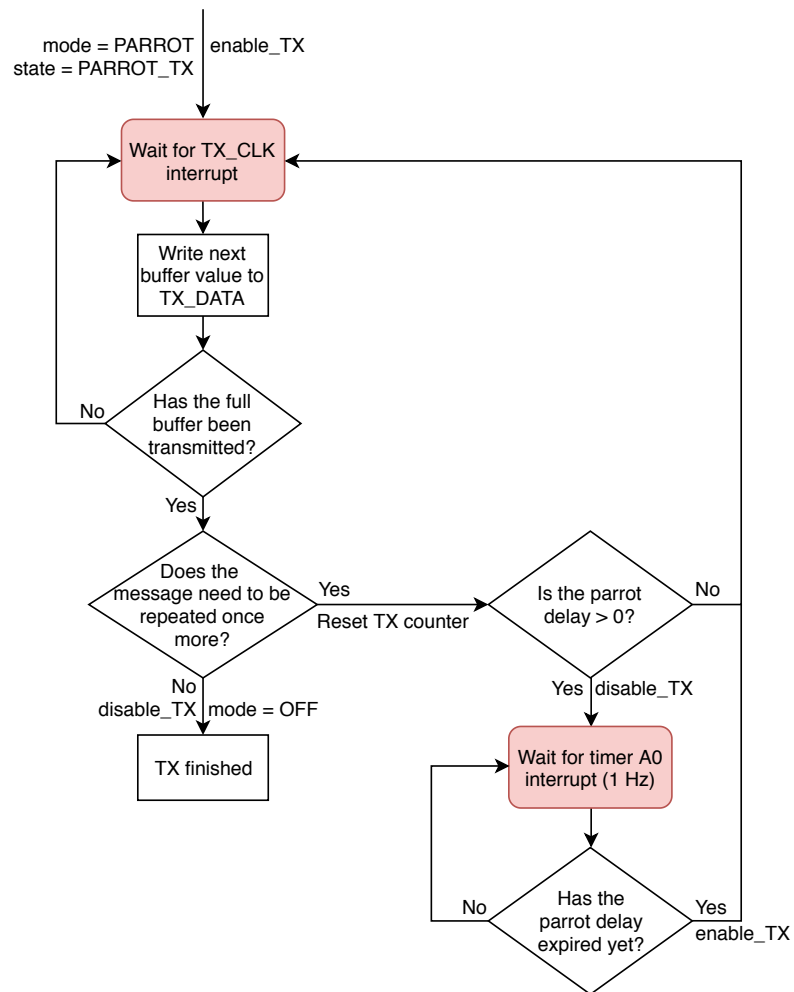 mode = PARROT
state = PARROT_TX
enable_TX
Wait for TX_CLK
interrupt
Write next
buffer value to
TX_DATA
Has the full
buffer been
transmitted?
No
Yes
Does the
message need to be
repeated once
more?
Yes
Reset TX counter
Is the parrot
delay > 0?
No
No
disable_TX
mode = OFF
TX finished
Yes
disable_TX
Wait for timer A0
interrupt (1 Hz)
Has the
parrot delay
expired yet?
No
Yes
enable_TX